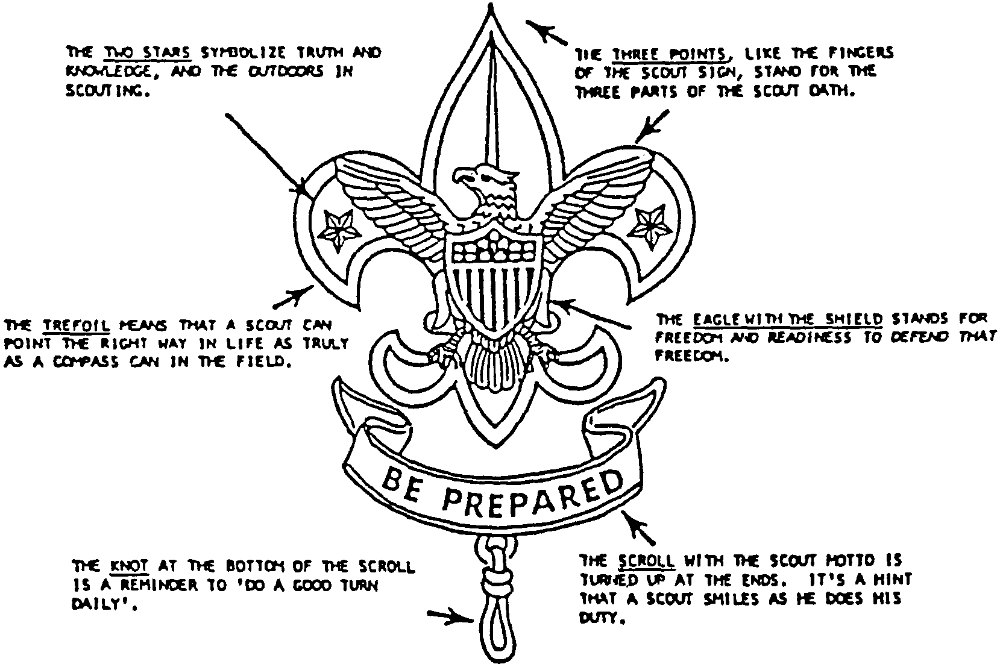 THE TWO STARS SYMBOLIZE TRUTH AND
KNOWLEDGE, AND THE OUTDOORS IN
SCOUTING.
THE THREE POINTS, LIKE THE FINGERS
OF THE SCOUT SIGN, STAND FOR THE
THREE PARTS OF THE SCOUT OATH.
THE TREFOIL MEANS THAT A SCOUT CAN
POINT THE RIGHT WAY IN LIFE AS TRULY
AS A COMPASS CAN IN THE FIELD.
THE EAGLE WITH THE SHIELD STANDS FOR
FREEDOM AND READINESS TO DEFEND THAT
FREEDOM.
BE PREPARED
THE KNOT AT THE BOTTOM OF THE SCROLL
IS A REMINDER TO 'DO A GOOD TURN
DAILY'.
THE SCROLL WITH THE SCOUT MOTTO IS
TURNED UP AT THE ENDS. IT'S A HINT
THAT A SCOUT SMILES AS HE DOES HIS
DUTY.